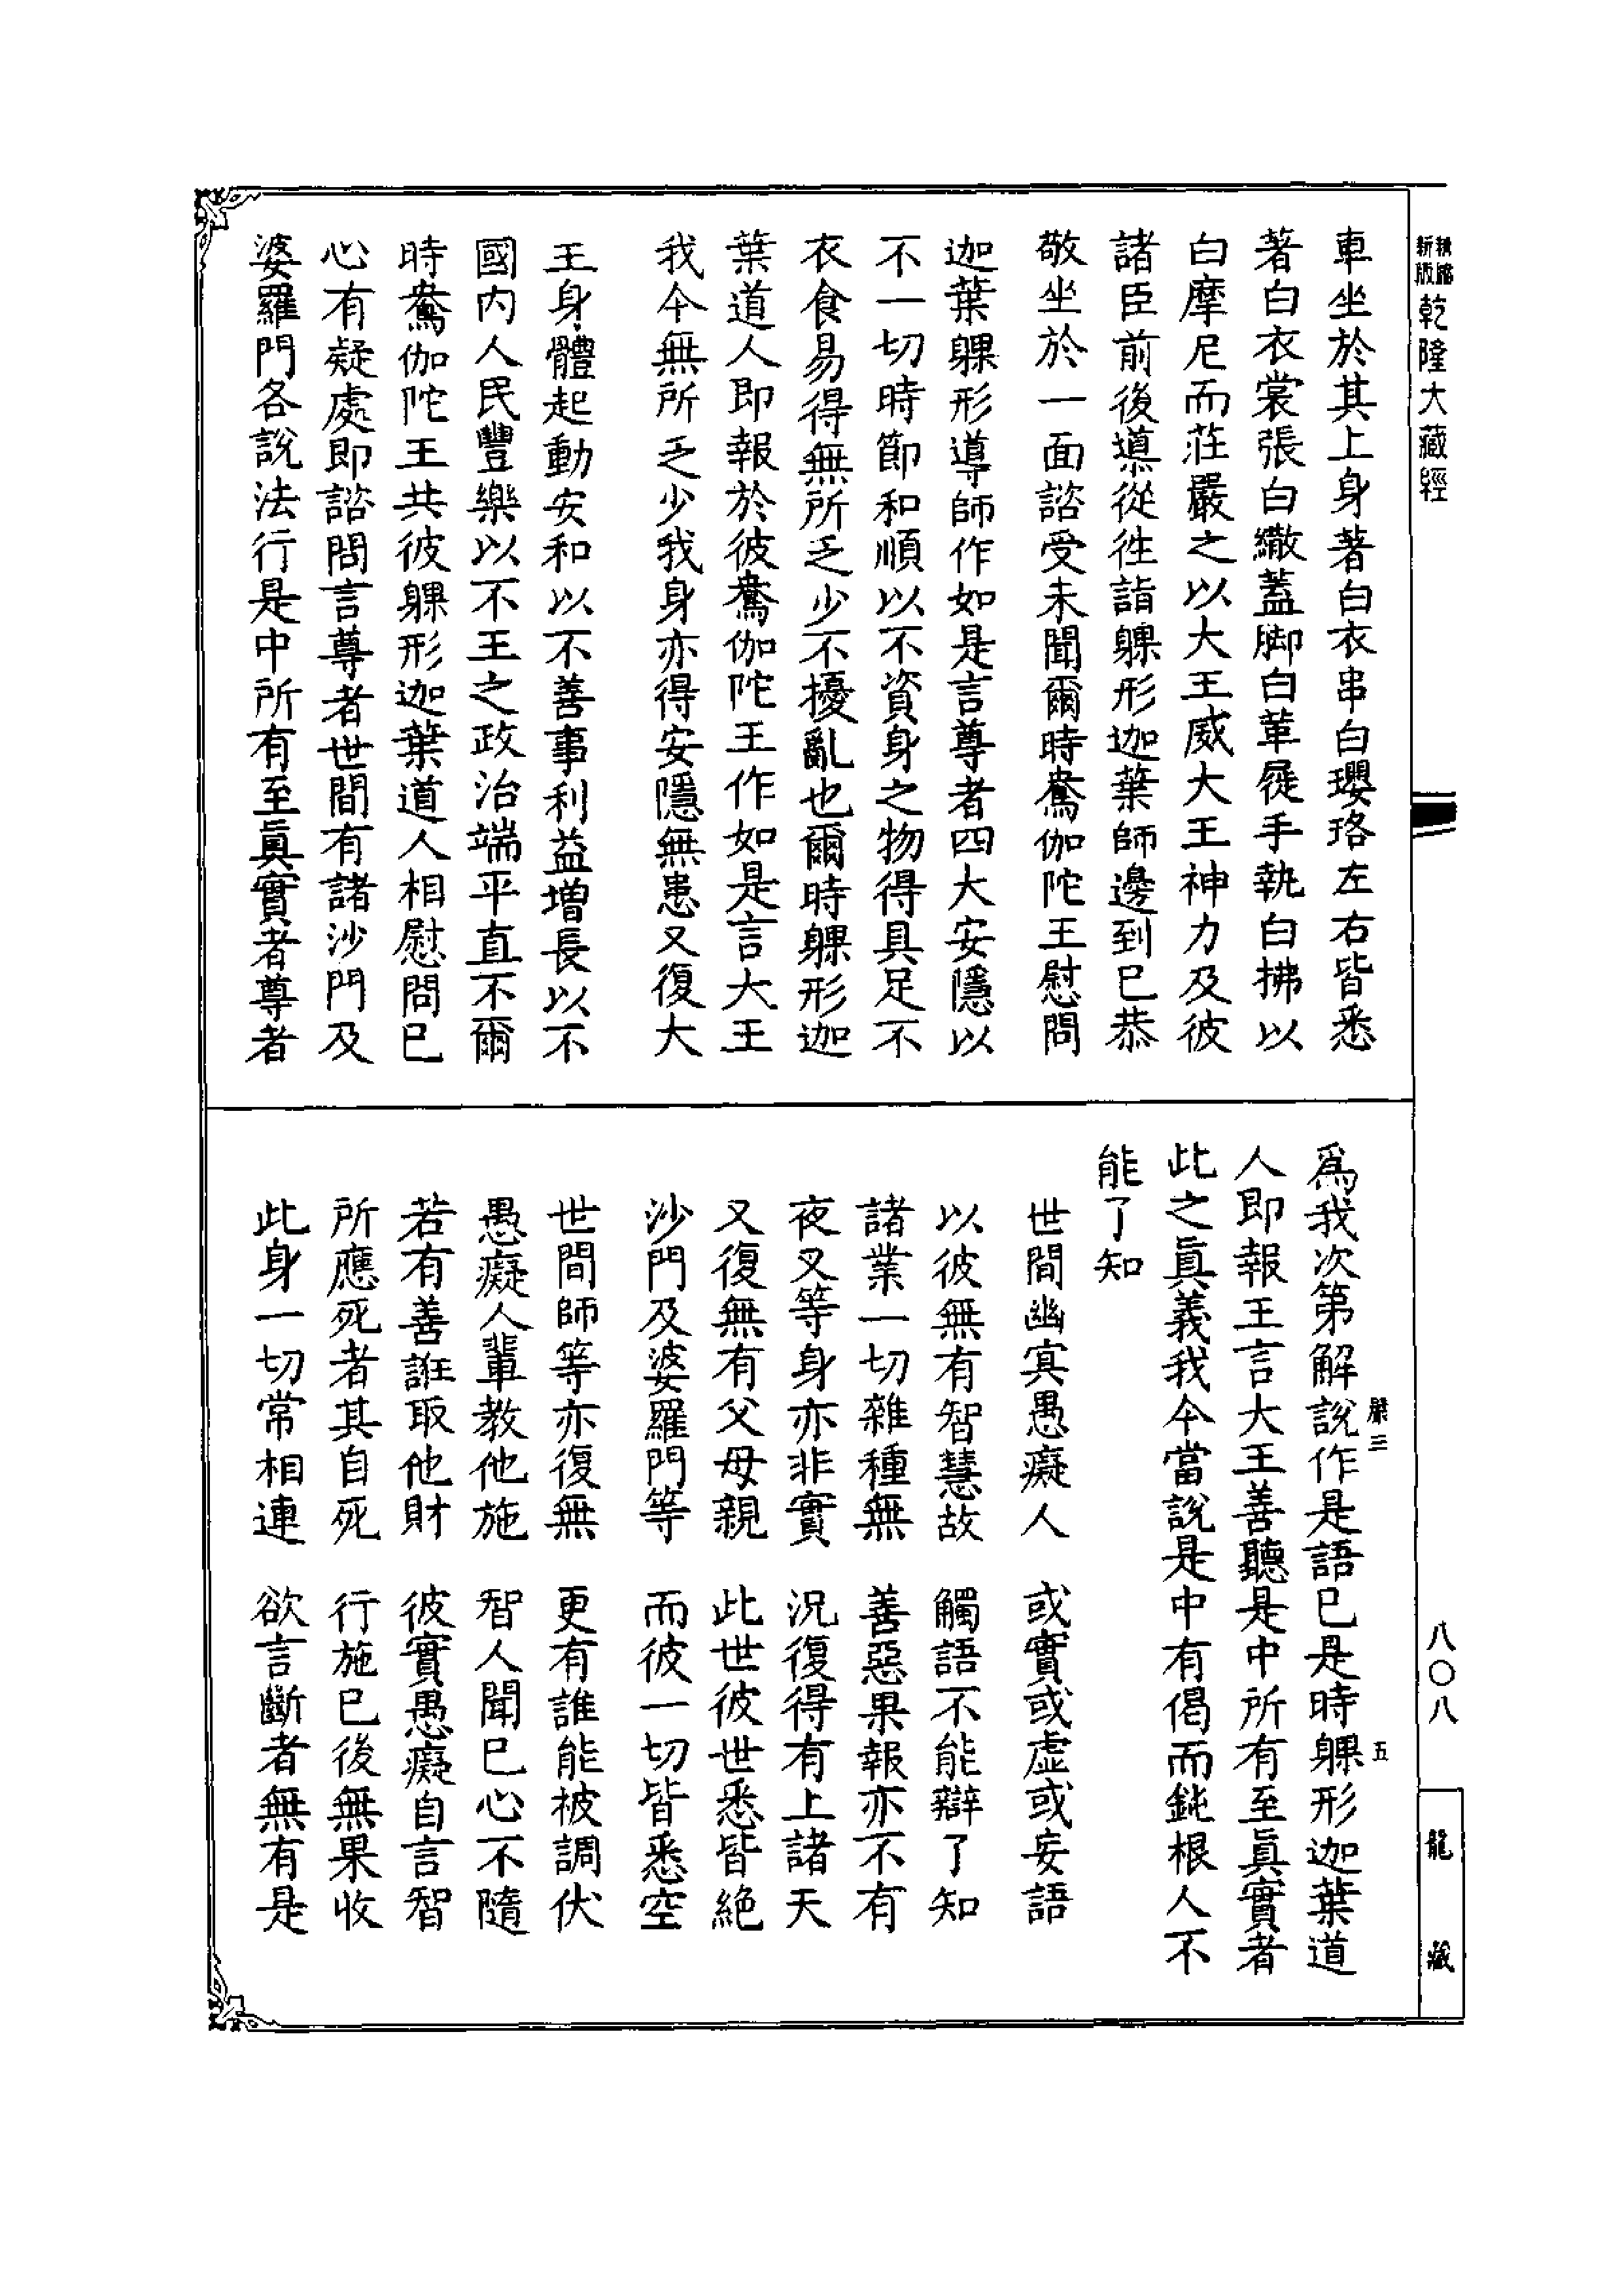 新版
乾隆大藏經
車坐於其上身著白衣串白瓔珞左右皆悉
著白衣裳張白繖蓋脚白革屣手執白拂以
白摩尼而莊嚴之以大王威大王神力及彼
諸臣前後導從徃詣躶形迦葉師邊到已恭
敬坐於一面諮受未聞爾時鴦伽陀王慰問
迦葉躶形導師作如是言尊者四大安隱以
不一切時節和順以不資身之物得具足不
衣食易得無所乏少不擾亂也爾時躶形迦
葉道人即報於彼鴦伽陀王作如是言大王
我今無所乏少我身亦得安隱無患又復大
王身體起動安和以不善事利益增長以不
國内人民豐樂以不王之政治端平直不爾
時鴦伽陀王共彼躶形迦葉道人相慰問已
心有疑處即諮問言尊者世間有諸沙門及
婆羅門各說法行是中所有至眞實者尊者
爲我次第解說作是語已是時躶形迦葉道
人即報王言大王善聽是中所有至眞實者
此之眞義我今當說是中有偈而鈍根人不
能了知
世間幽冥愚癡人　或實或虛或妄語
以彼無有智慧故　觸語不能辯了知
諸業一切雜種無　善惡果報亦不有
夜叉等身亦非實　況復得有上諸天
又復無有父母親　此世彼世悉皆絕
沙門及婆羅門等　而彼一切皆悉空
世間師等亦復無　更有誰能被調伏
愚癡人輩教他施　智人聞已心不隨
若有善誑取他財　彼實愚癡自言智
所應死者其自死　行施已後無果收
此身一切常相連　欲言斷者無有是
三
五
八〇八
龍藏